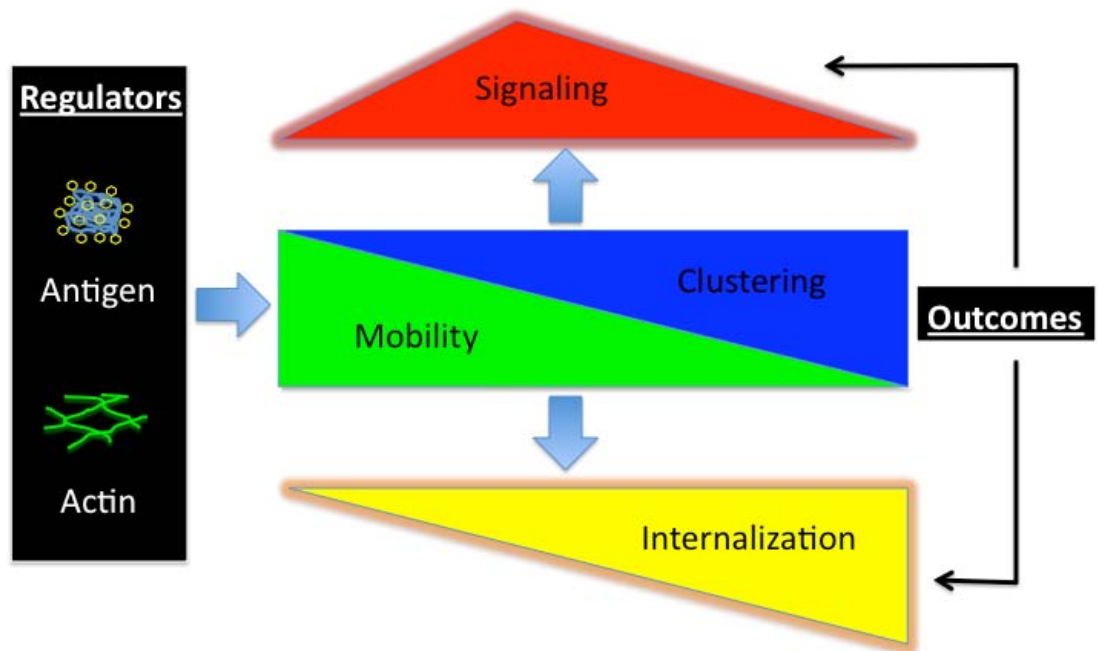 Regulators
Antigen
Actin
Signaling
Clustering
Mobility
Internalization
Outcomes